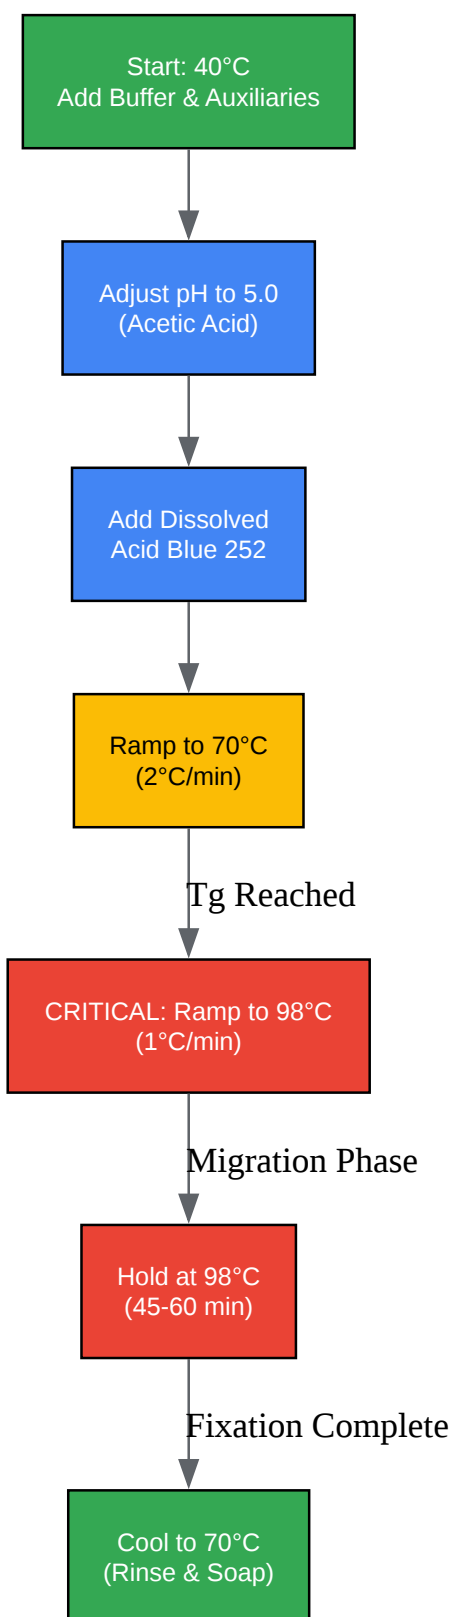 Start: 40°C
Add Buffer & Auxiliaries
Adjust pH to 5.0
(Acetic Acid)
Add Dissolved
Acid Blue 252
Ramp to 70°C
(2°C/min)
Tg Reached
CRITICAL: Ramp to 98°C
(1°C/min)
Migration Phase
Hold at 98°C
(45-60 min)
Fixation Complete
Cool to 70°C
(Rinse & Soap)